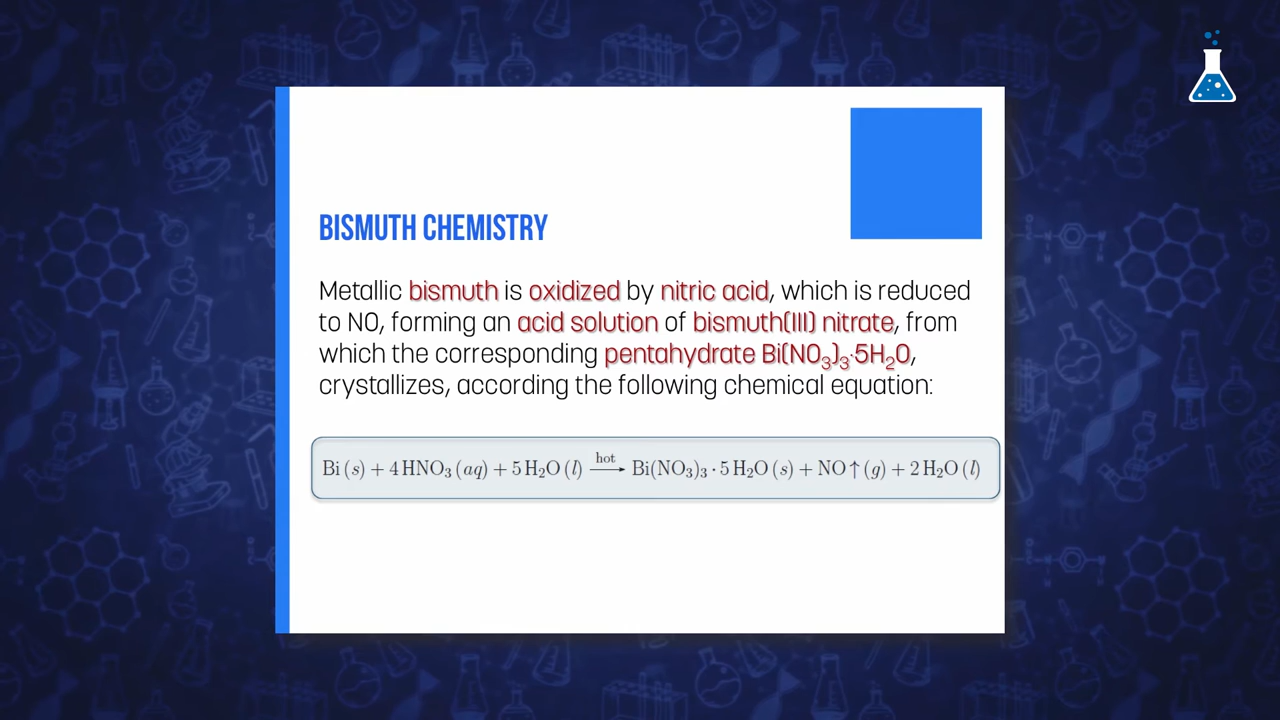 BISMUTH CHEMISTRY
Metallic bismuth is oxidized by nitric acid, which is reduced
to NO, forming an acid solution of bismuth(III) nitrate, from
which the corresponding pentahydrate Bi(NO₃)₃·5H₂O,
crystallizes, according the following chemical equation:
Bi (s) + 4 HNO₃ (aq) + 5 H₂O (l) —hot→ Bi(NO₃)₃ · 5 H₂O (s) + NO↑ (g) + 2 H₂O (l)